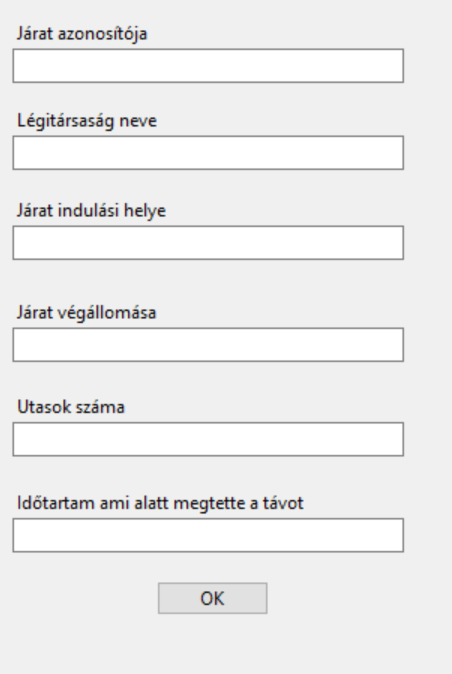 Járat azonosítója
Légitársaság neve
Járat indulási helye
Járat végállomása
Utasok száma
Időtartam ami alatt megtette a távot
OK